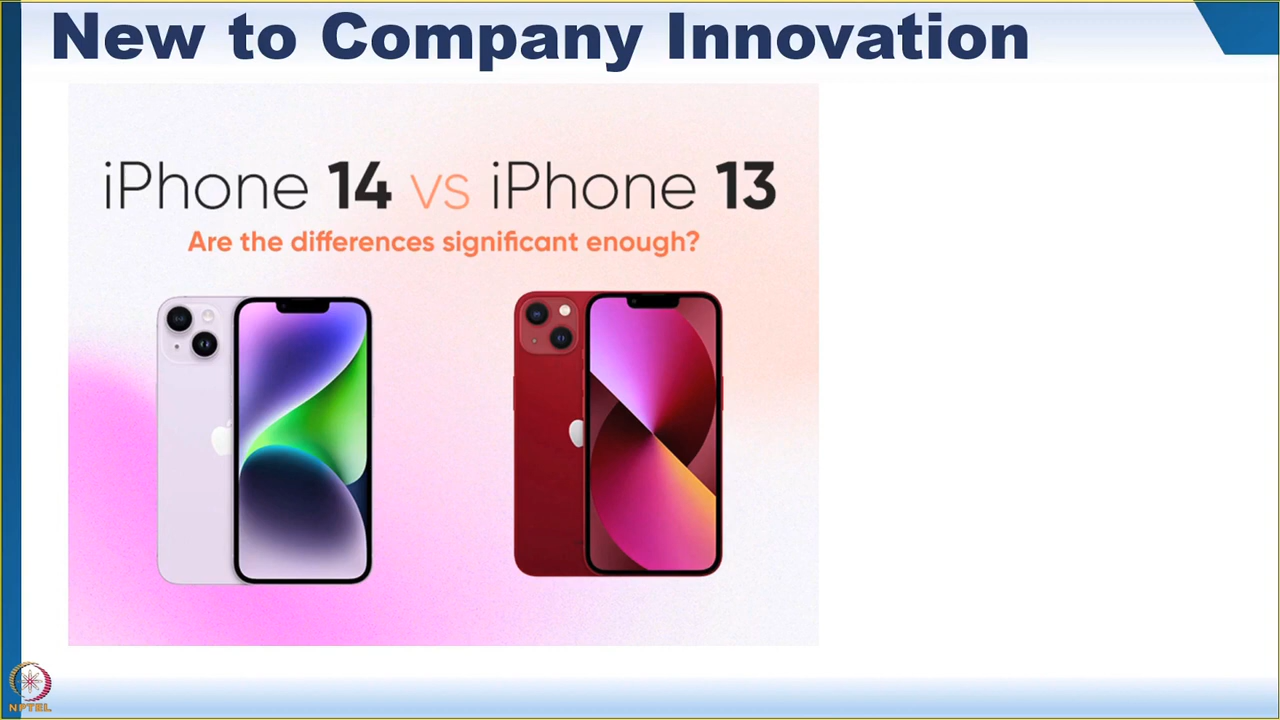 New to Company Innovation
iPhone 14 vs iPhone 13
Are the differences significant enough?
NPTEL